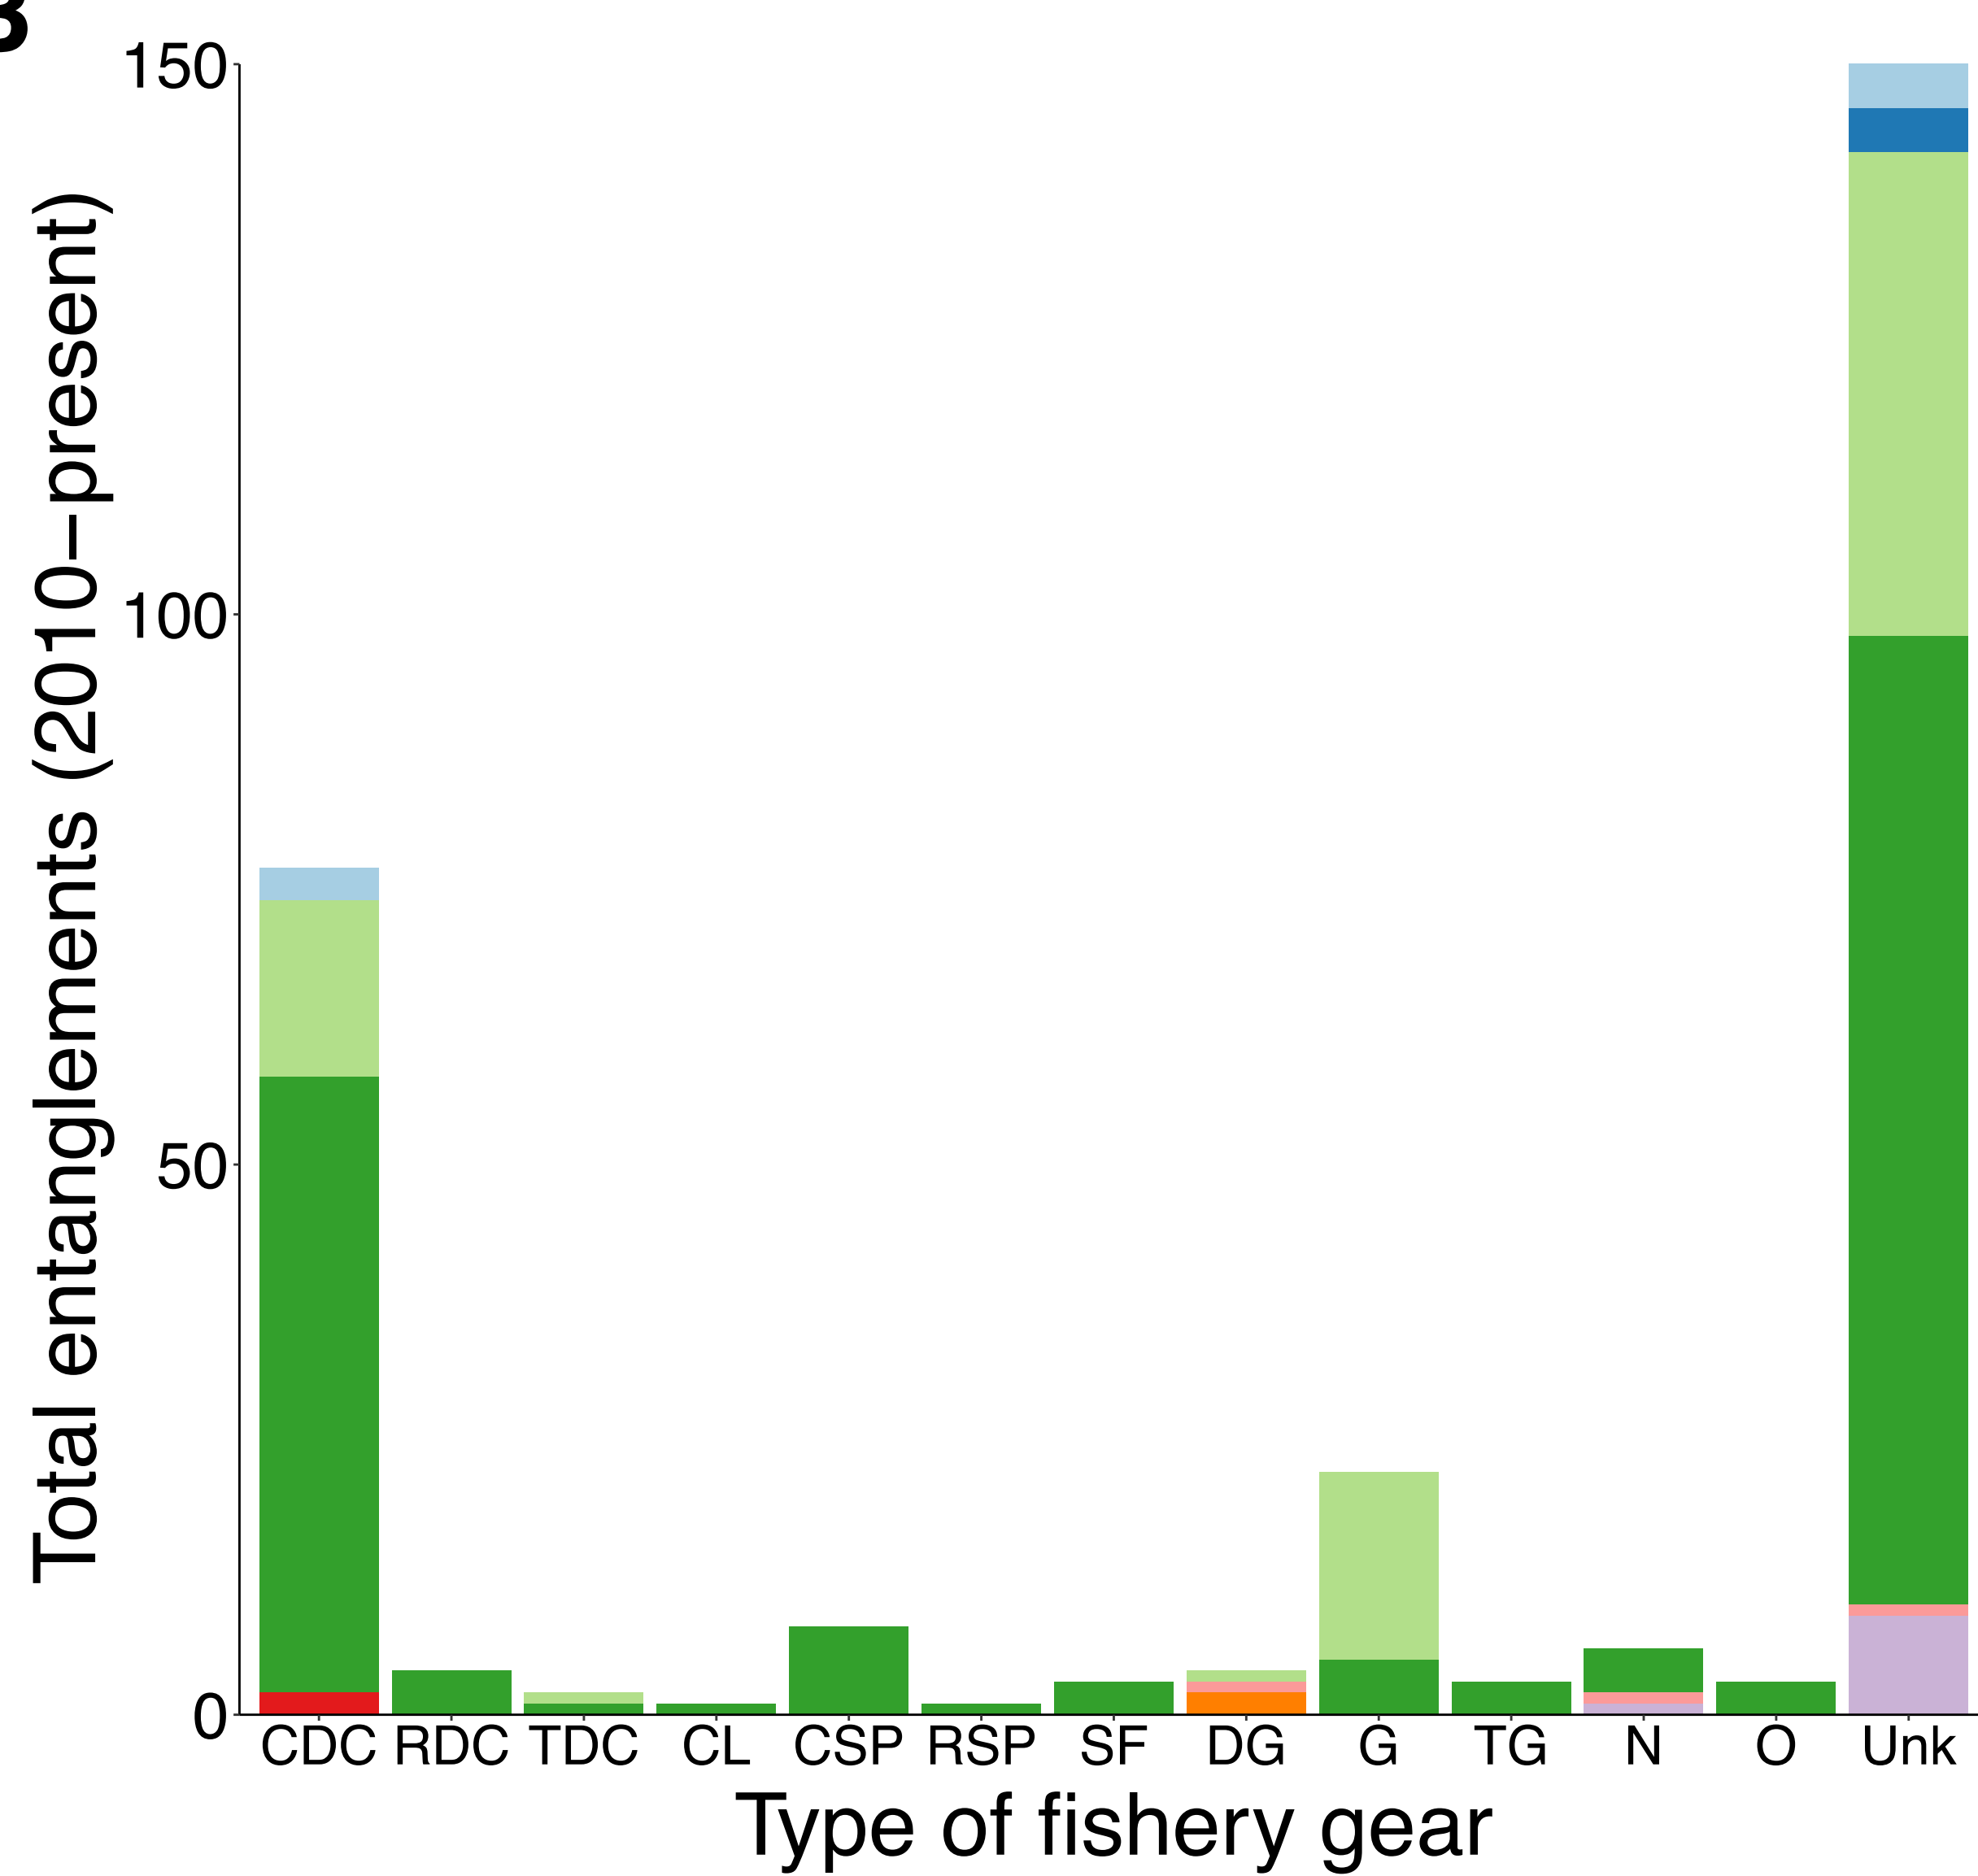 B
150
100
50
0
Total entanglements (2010−present)
CDC RDC TDC CL CSP RSP SF DG G TG N O Unk
Type of fishery gear